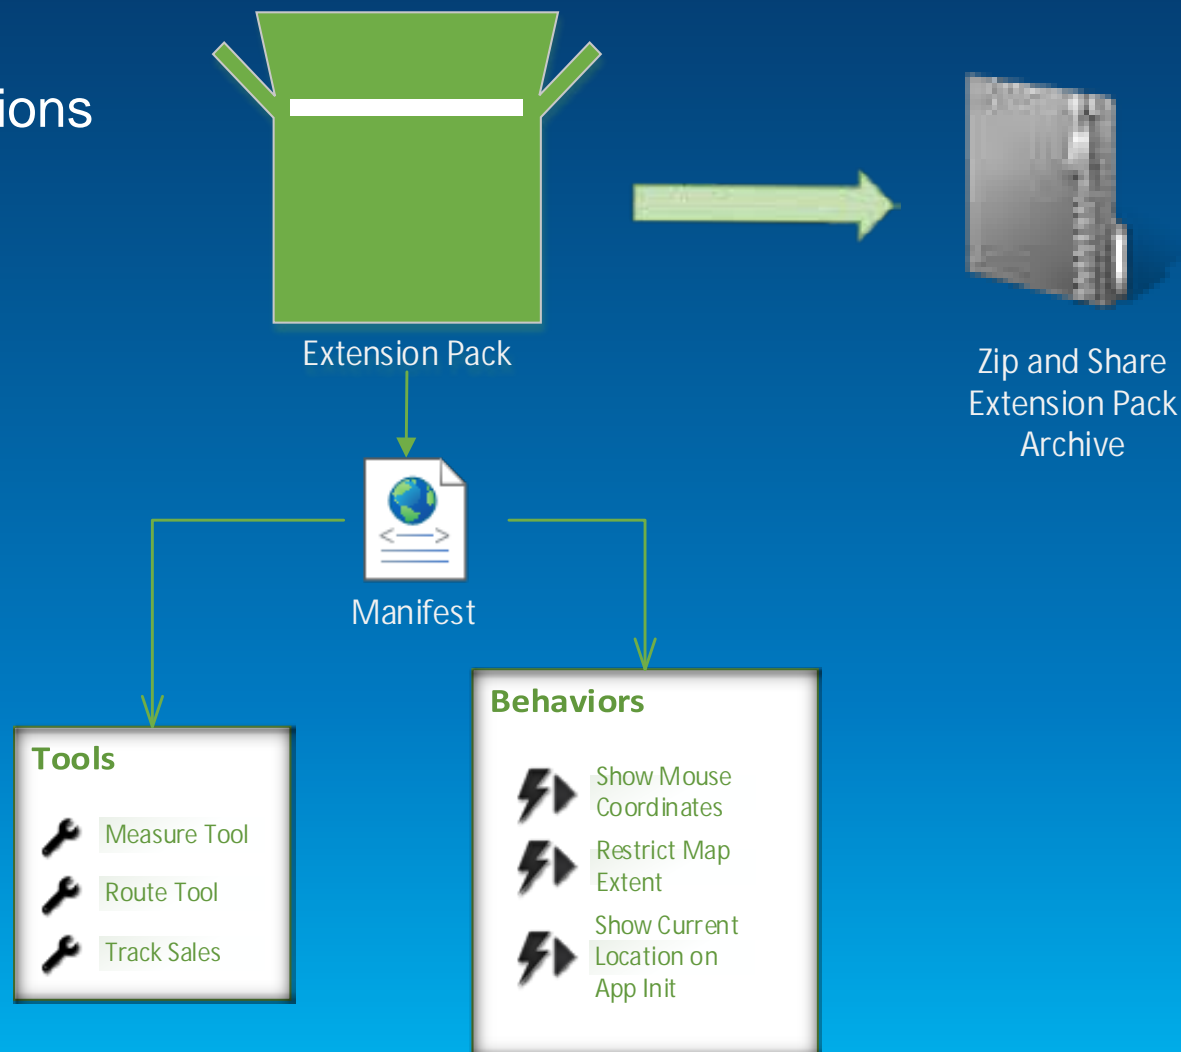 ions
Extension Pack
Zip and Share
Extension Pack
Archive
Manifest
Behaviors
Show Mouse
Coordinates
Restrict Map
Extent
Show Current
Location on
App Init
Tools
Measure Tool
Route Tool
Track Sales